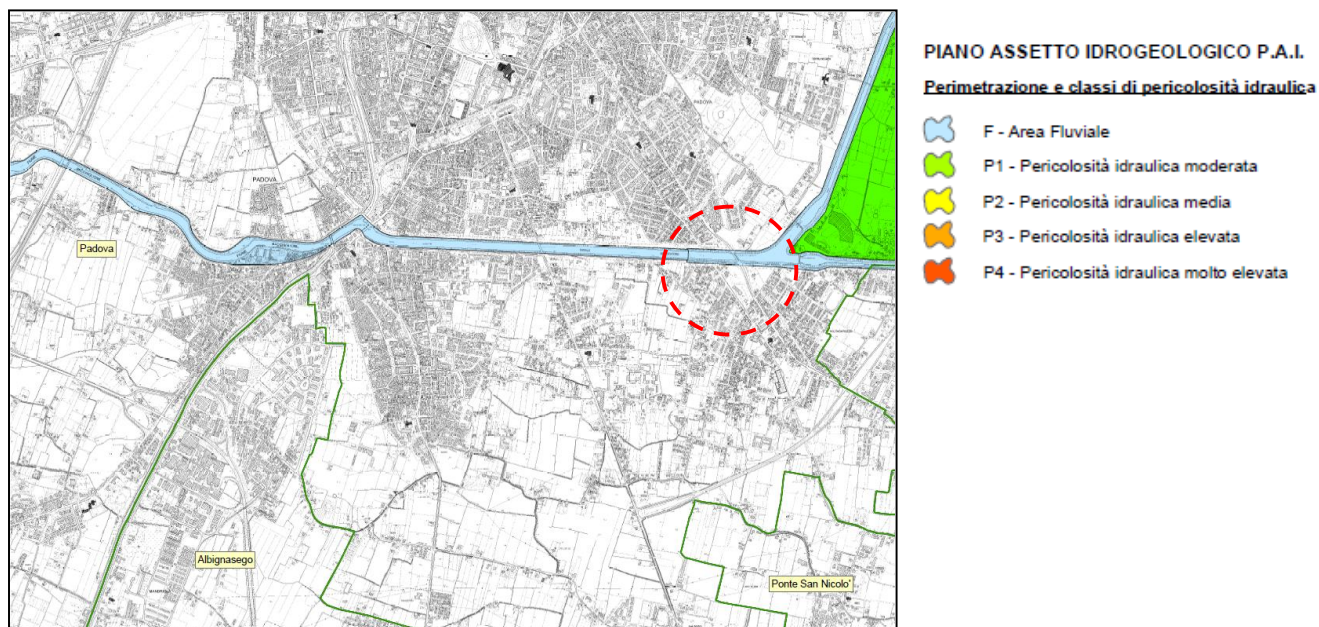 PIANO ASSETTO IDROGEOLOGICO P.A.I.
Perimetrazione e classi di pericolosità idraulica
F - Area Fluviale
P1 - Pericolosità idraulica moderata
P2 - Pericolosità idraulica media
P3 - Pericolosità idraulica elevata
P4 - Pericolosità idraulica molto elevata
PADOVA
PADOVA
Padova
Albignasego
Ponte San Nicolo'